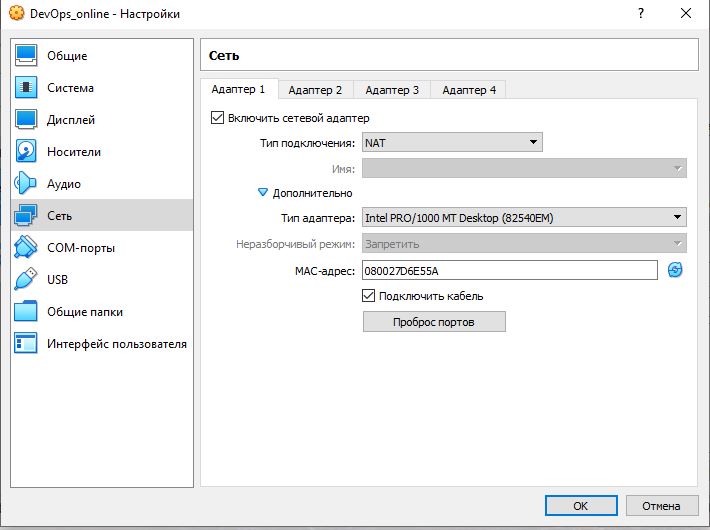 DevOps_online - Настройки
?
Общие
Система
Дисплей
Носители
Аудио
Сеть
COM-порты
USB
Общие папки
Интерфейс пользователя
Сеть
Адаптер 1 Адаптер 2 Адаптер 3 Адаптер 4
Включить сетевой адаптер
Тип подключения: NAT
Имя:
Дополнительно
Тип адаптера: Intel PRO/1000 MT Desktop (82540EM)
Неразборчивый режим: Запретить
MAC-адрес: 080027D6E55A
Подключить кабель
Проброс портов
OK Отмена